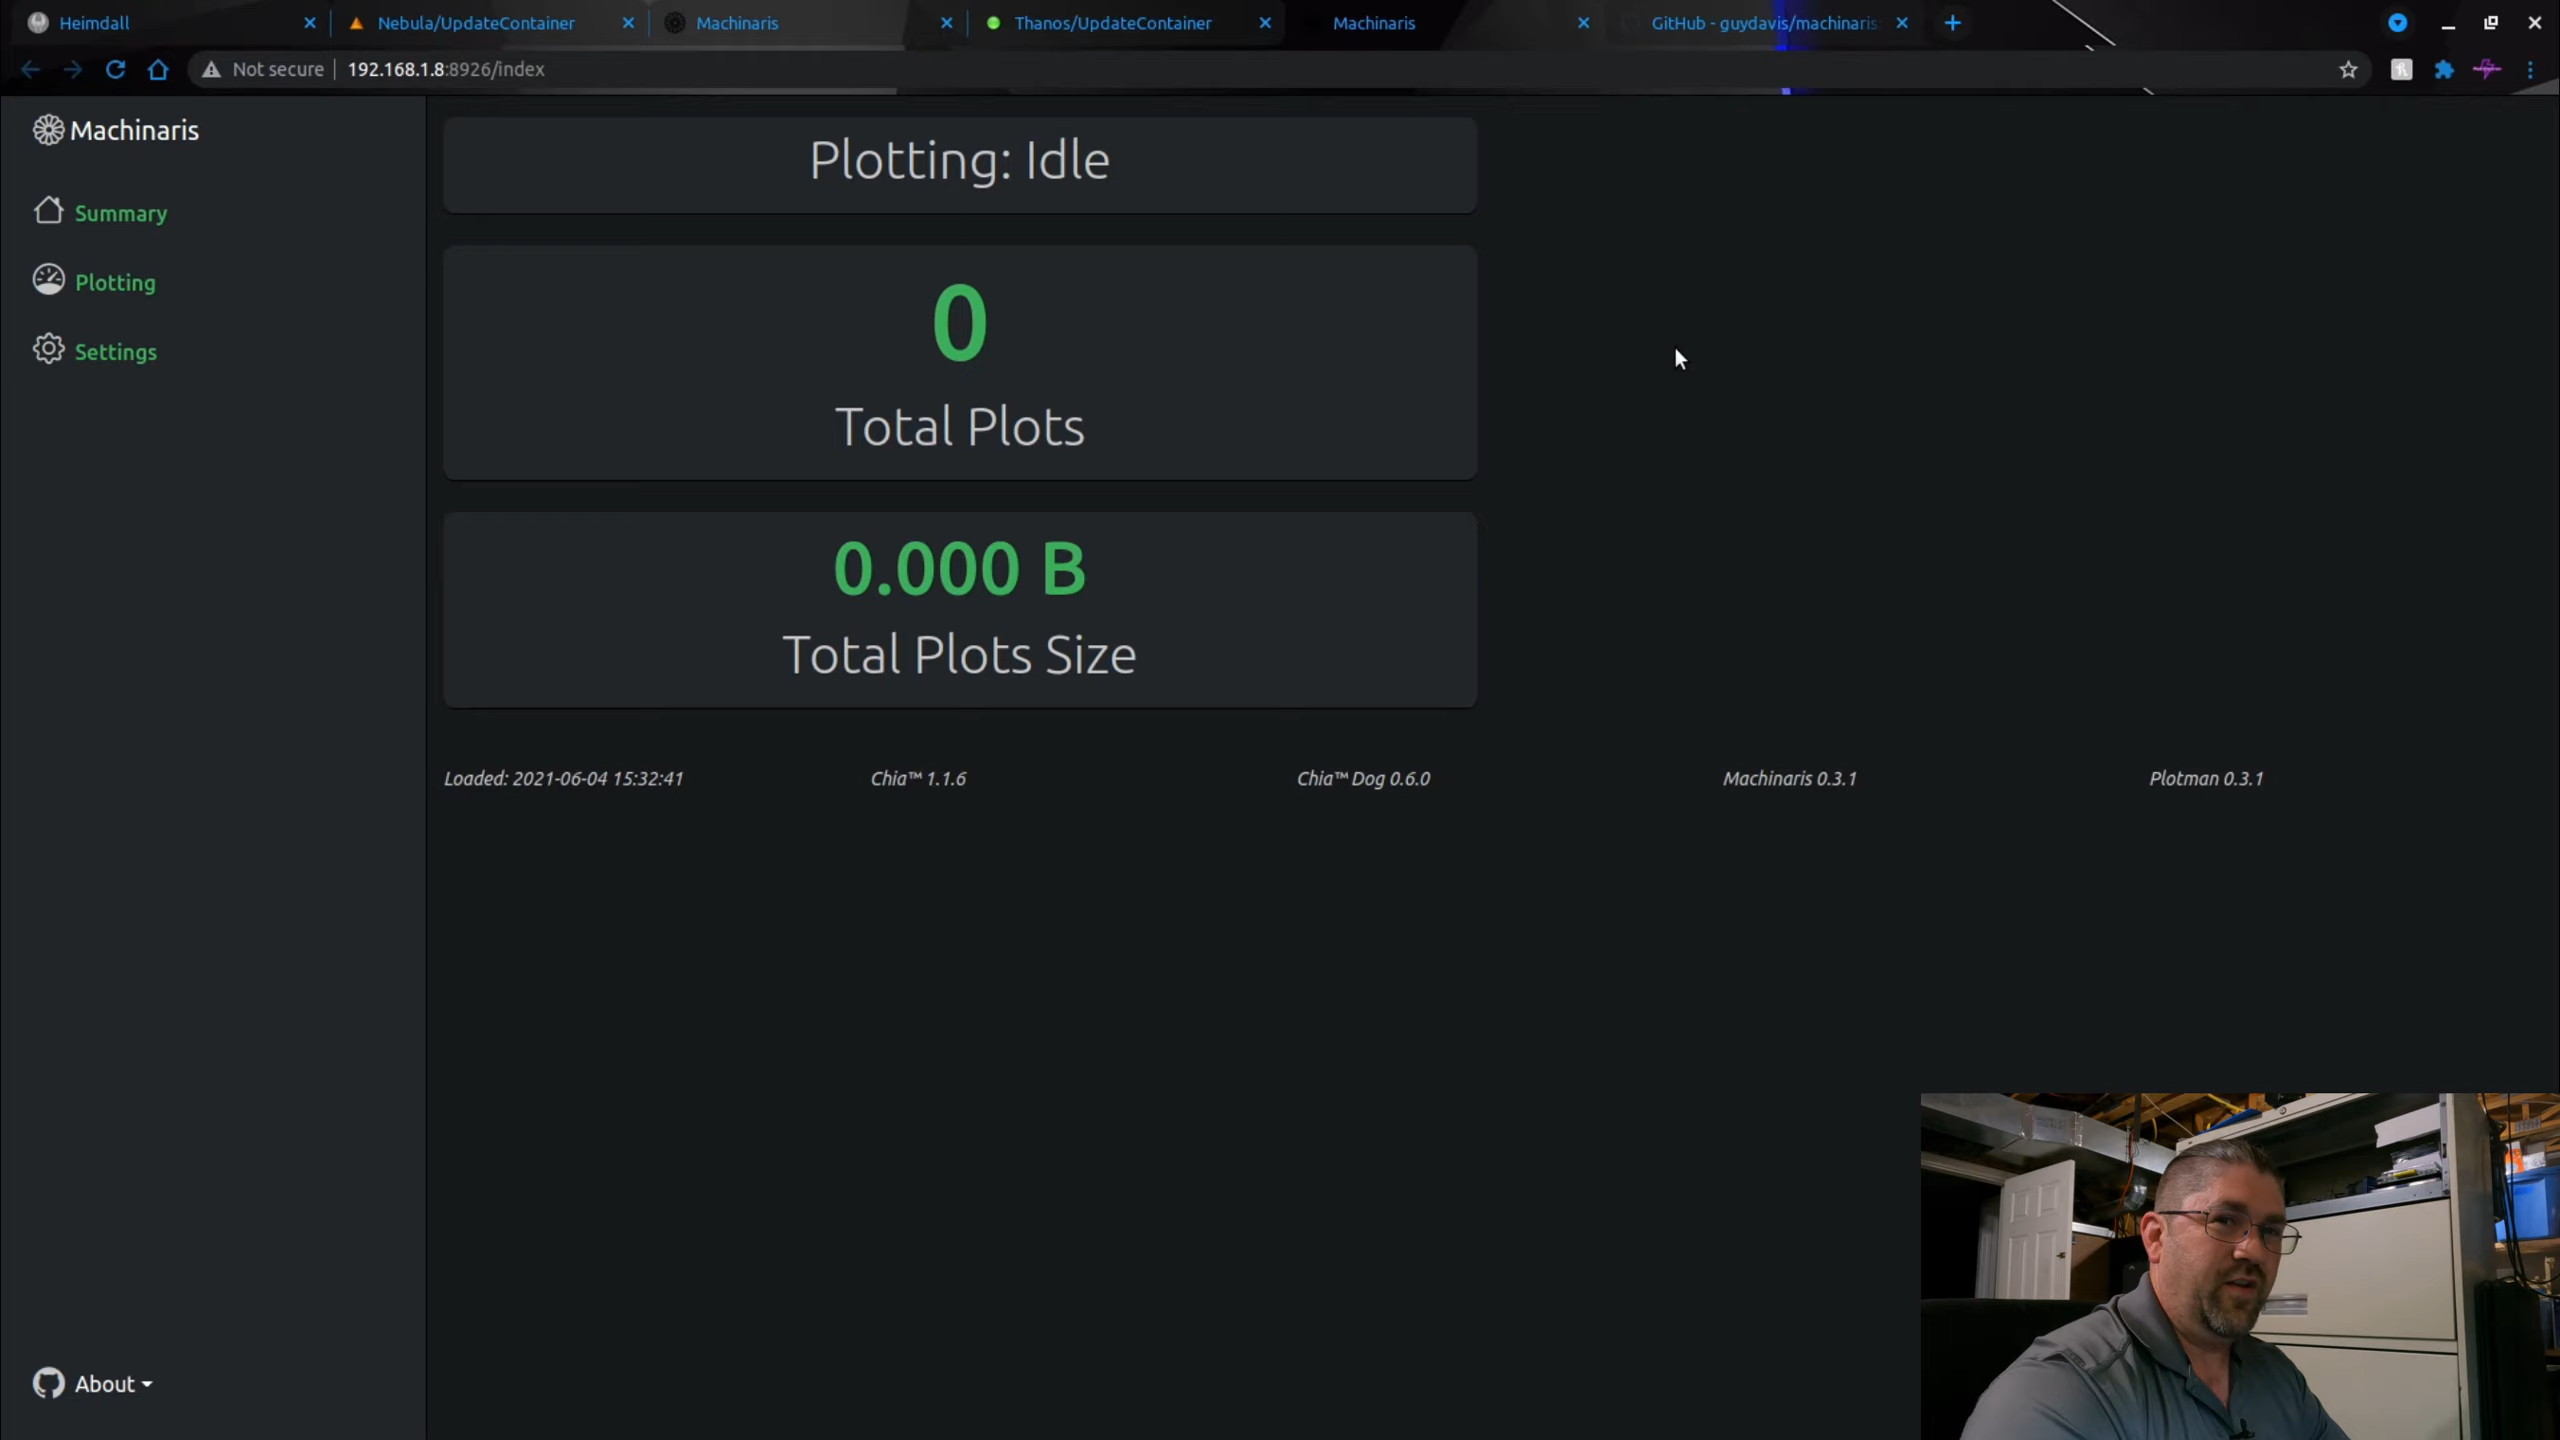 Heimdall
Nebula/UpdateContainer
Machinaris
Thanos/UpdateContainer
Machinaris
GitHub - guydavis/machinaris
Not secure
192.168.1.8:8926/index
Machinaris
Summary
Plotting
Settings
Plotting: Idle
0
Total Plots
0.000 B
Total Plots Size
Loaded: 2021-06-04 15:32:41
Chia™ 1.1.6
Chia™ Dog 0.6.0
Machinaris 0.3.1
Plotman 0.3.1
About